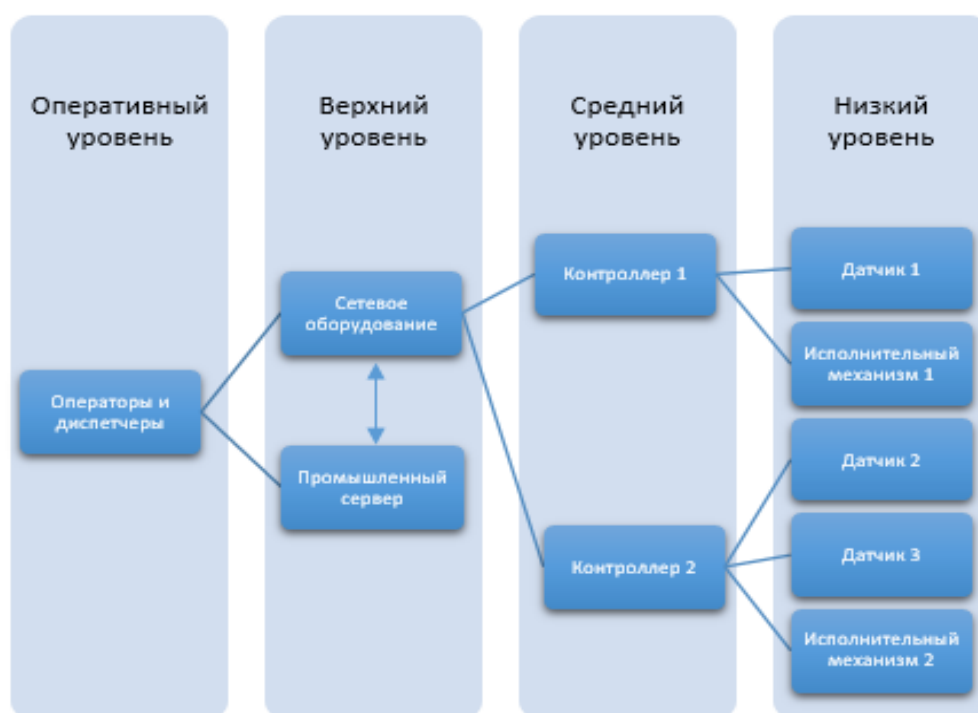 Оперативный
уровень
Верхний
уровень
Средний
уровень
Низкий
уровень
Операторы и
диспетчеры
Сетевое
оборудование
Промышленный
сервер
Контроллер 1
Контроллер 2
Датчик 1
Исполнительный
механизм 1
Датчик 2
Датчик 3
Исполнительный
механизм 2